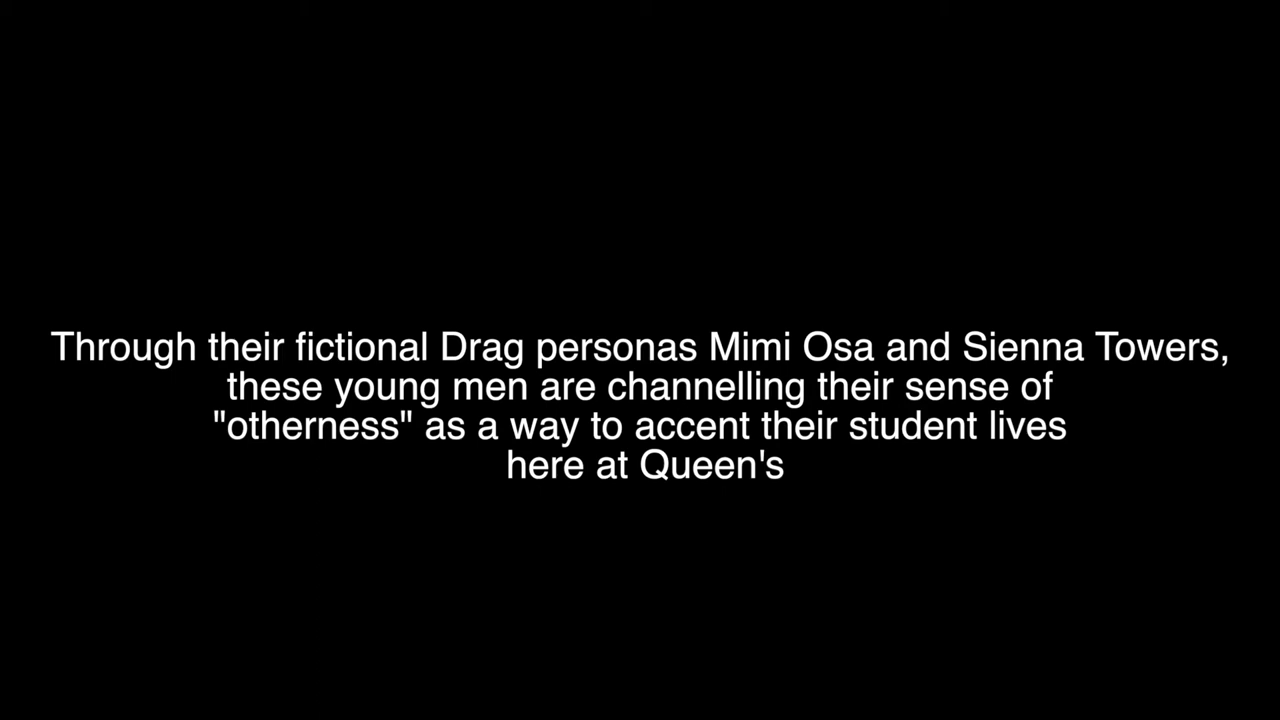 Through their fictional Drag personas Mimi Osa and Sienna Towers,
these young men are channelling their sense of
"otherness" as a way to accent their student lives
here at Queen's